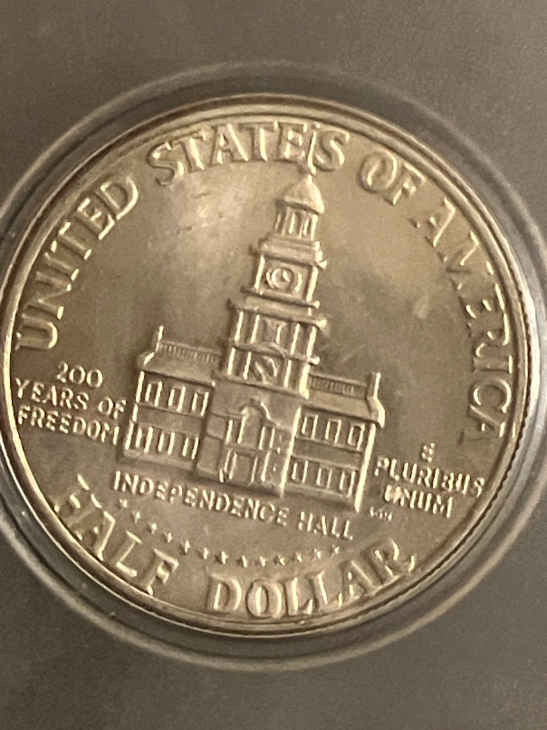 UNITED STATES OF AMERICA
200
YEARS OF
FREEDOM
E
PLURIBUS
UNUM
INDEPENDENCE HALL
HALF DOLLAR